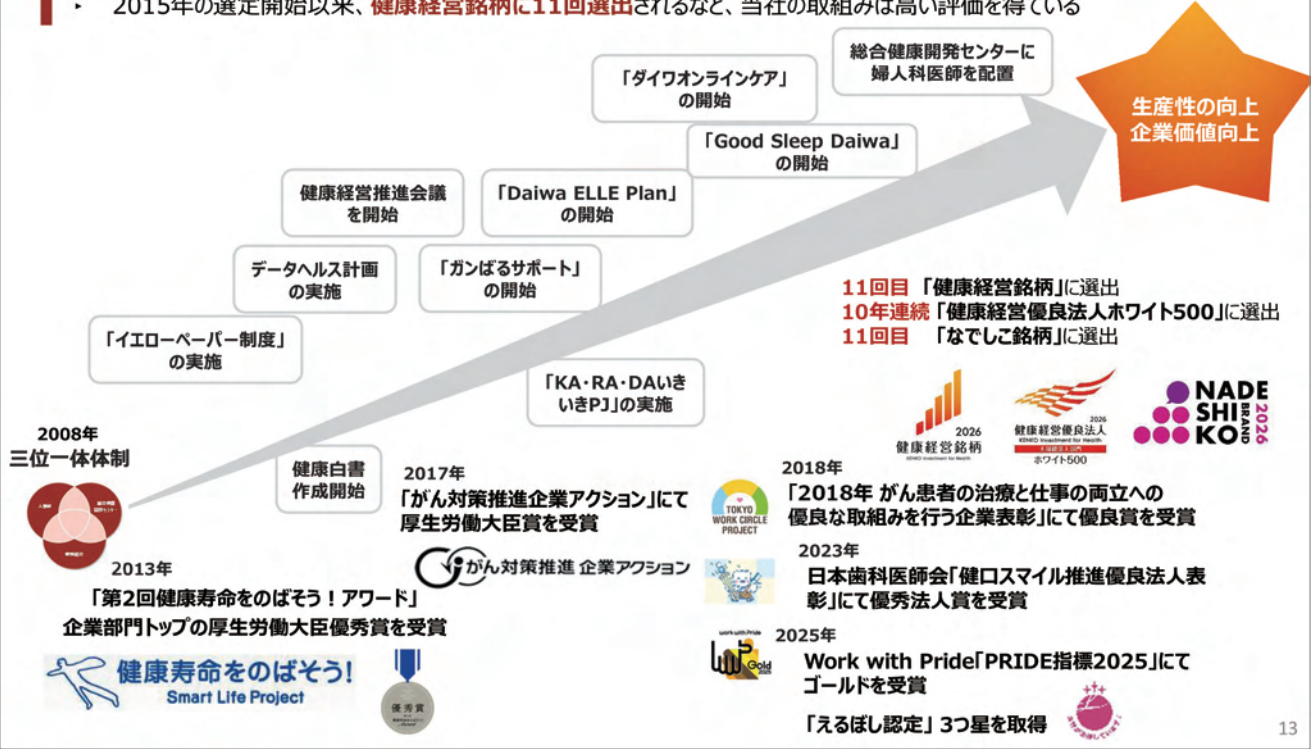 2015年の選定開始以来、健康経営銘柄に11回選出されるなど、当社の取組みは高い評価を得ている
総合健康開発センターに
婦人科医師を配置
「ダイワオンラインケア」
の開始
生産性の向上
企業価値向上
「Good Sleep Daiwa」
の開始
健康経営推進会議
を開始
「Daiwa ELLE Plan」
の開始
データヘルス計画
の実施
「ガンばるサポート」
の開始
「イエローペーパー制度」
の実施
「KA・RA・DAいき
いきPJ」の実施
健康白書
作成開始
11回目 「健康経営銘柄」に選出
10年連続 「健康経営優良法人ホワイト500」に選出
11回目 「なでしこ銘柄」に選出
2026
健康経営銘柄
KENKO Investment for Health
2026
健康経営優良法人
KENKO Investment for Health
ホワイト500
NADE
SHI
KO
BRAND
2026
2008年
三位一体体制
人事部
2013年
「第2回健康寿命をのばそう！アワード」
企業部門トップの厚生労働大臣優秀賞を受賞
健康寿命をのばそう!
Smart Life Project
優秀賞
2017年
「がん対策推進企業アクション」にて
厚生労働大臣賞を受賞
がん対策推進 企業アクション
2018年
「2018年 がん患者の治療と仕事の両立への
優良な取組みを行う企業表彰」にて優良賞を受賞
TOKYO
WORK CIRCLE
PROJECT
2023年
日本歯科医師会「健口スマイル推進優良法人表
彰」にて優秀法人賞を受賞
2025年
Work with Pride「PRIDE指標2025」にて
ゴールドを受賞
work with Pride
Gold
2025
「えるぼし認定」 3つ星を取得
13